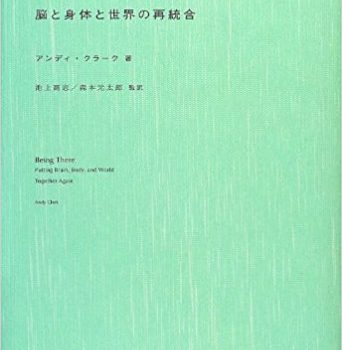 脳と身体と世界の再統合
アンディ・クラーク 著
池上高志／森本元太郎 監訳
Being There
Putting Brain, Body, and World
Together Again
Andy Clark